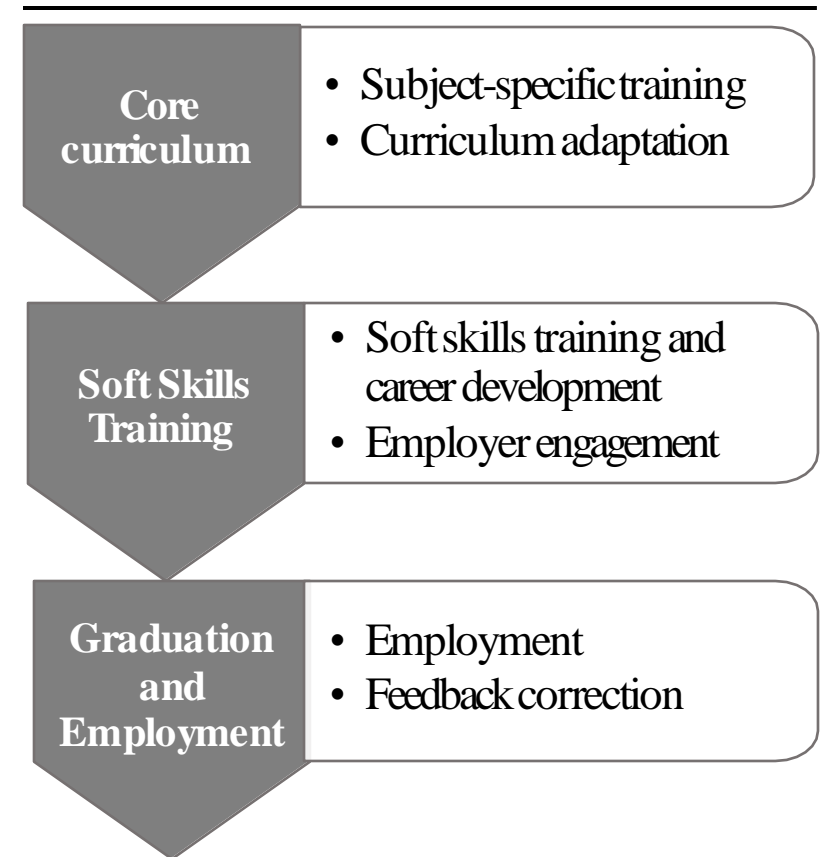 Core
curriculum
• Subject-specific training
• Curriculum adaptation
Soft Skills
Training
• Soft skills training and
career development
• Employer engagement
Graduation
and
Employment
• Employment
• Feedback correction